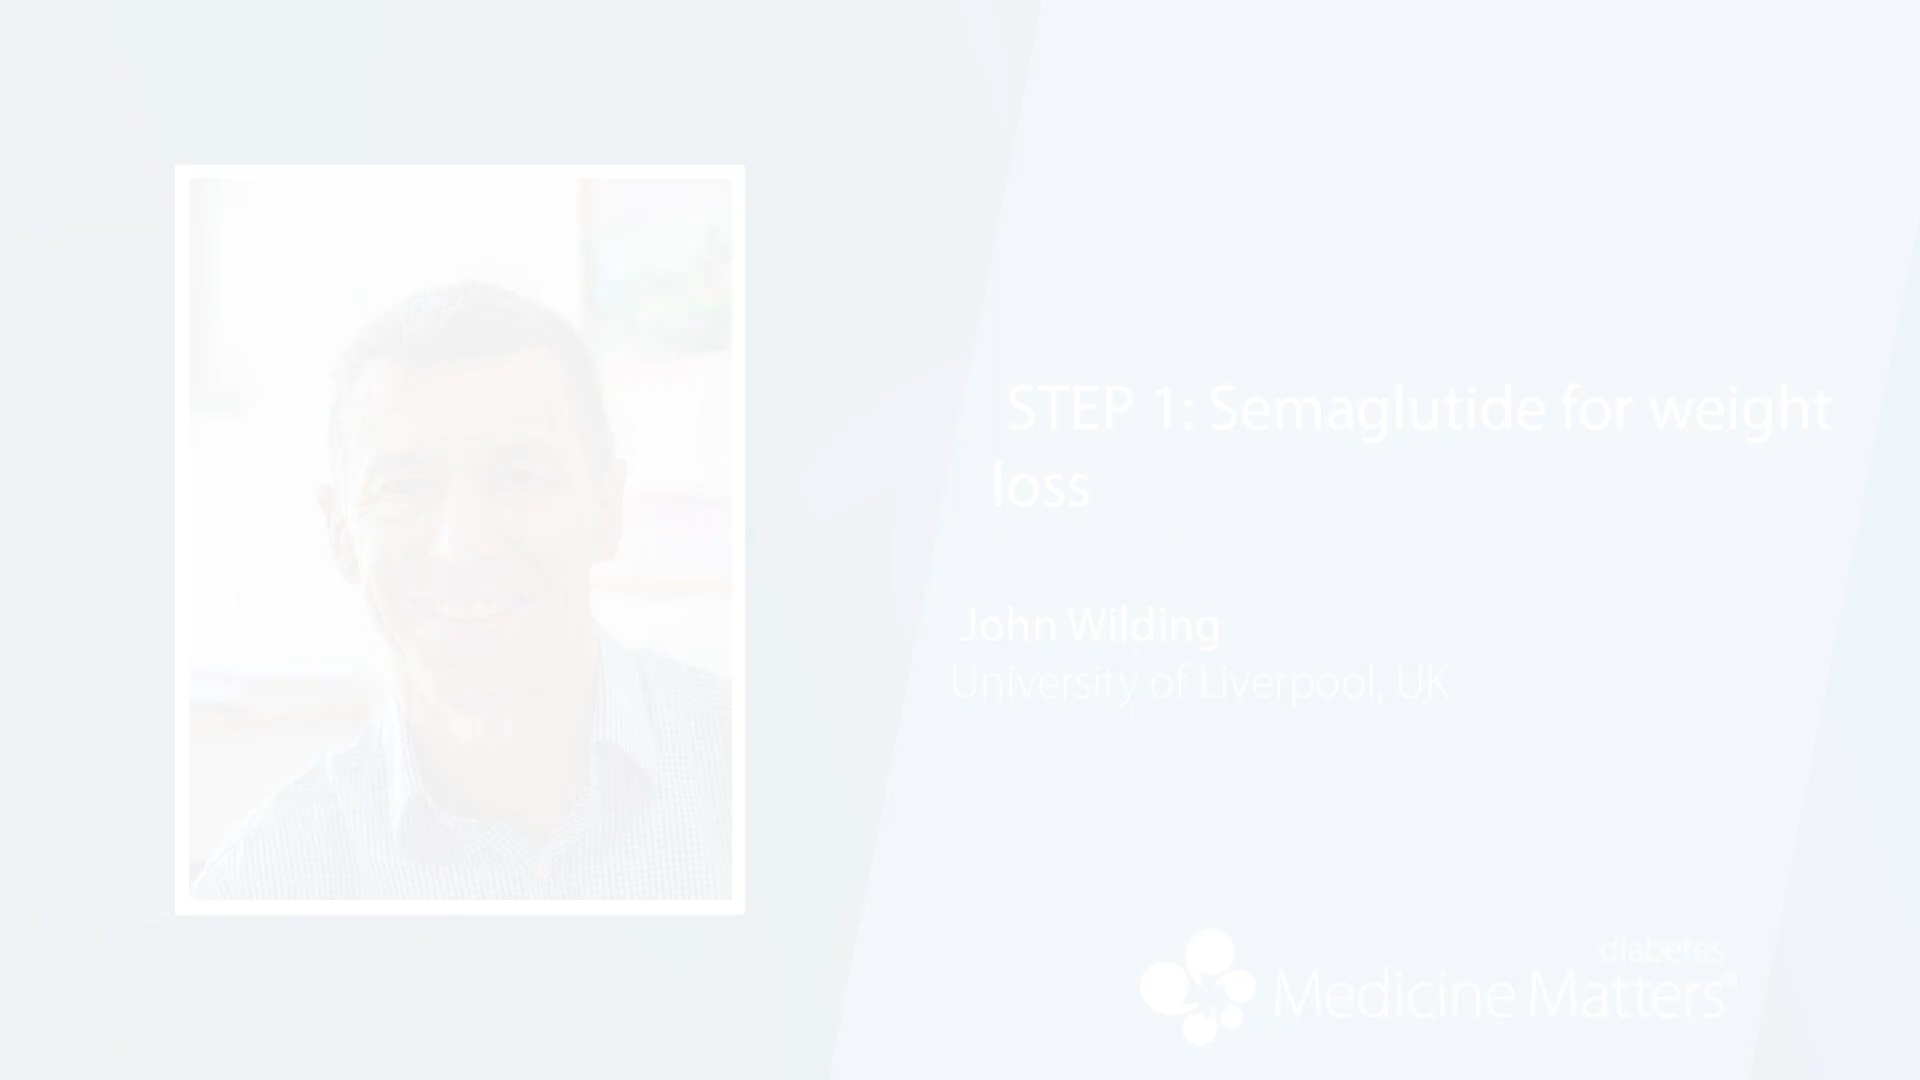 STEP 1: Semaglutide for weight
loss
John Wilding
University of Liverpool, UK
diabetes
Medicine Matters